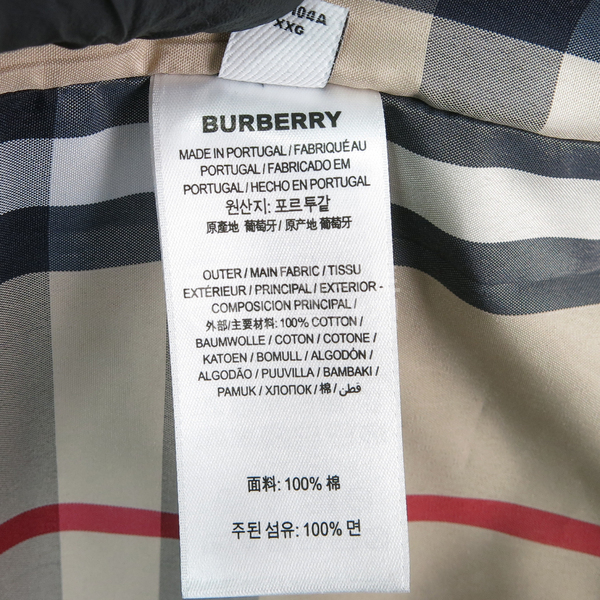 XXG
BURBERRY
MADE IN PORTUGAL / FABRIQUÉ AU
PORTUGAL / FABRICADO EM
PORTUGAL / HECHO EN PORTUGAL
원산지: 포르투갈
原產地 葡萄牙 / 原产地 葡萄牙
OUTER / MAIN FABRIC / TISSU
EXTÉRIEUR / PRINCIPAL / EXTERIOR -
COMPOSICION PRINCIPAL /
外部/主要材料: 100% COTTON /
BAUMWOLLE / COTON / COTONE /
KATOEN / BOMULL / ALGODÓN /
ALGODÃO / PUUVILLA / BAMBAKI /
PAMUK / ХЛОПОК / 棉 / قطن
面料: 100% 棉
주된 섬유: 100% 면